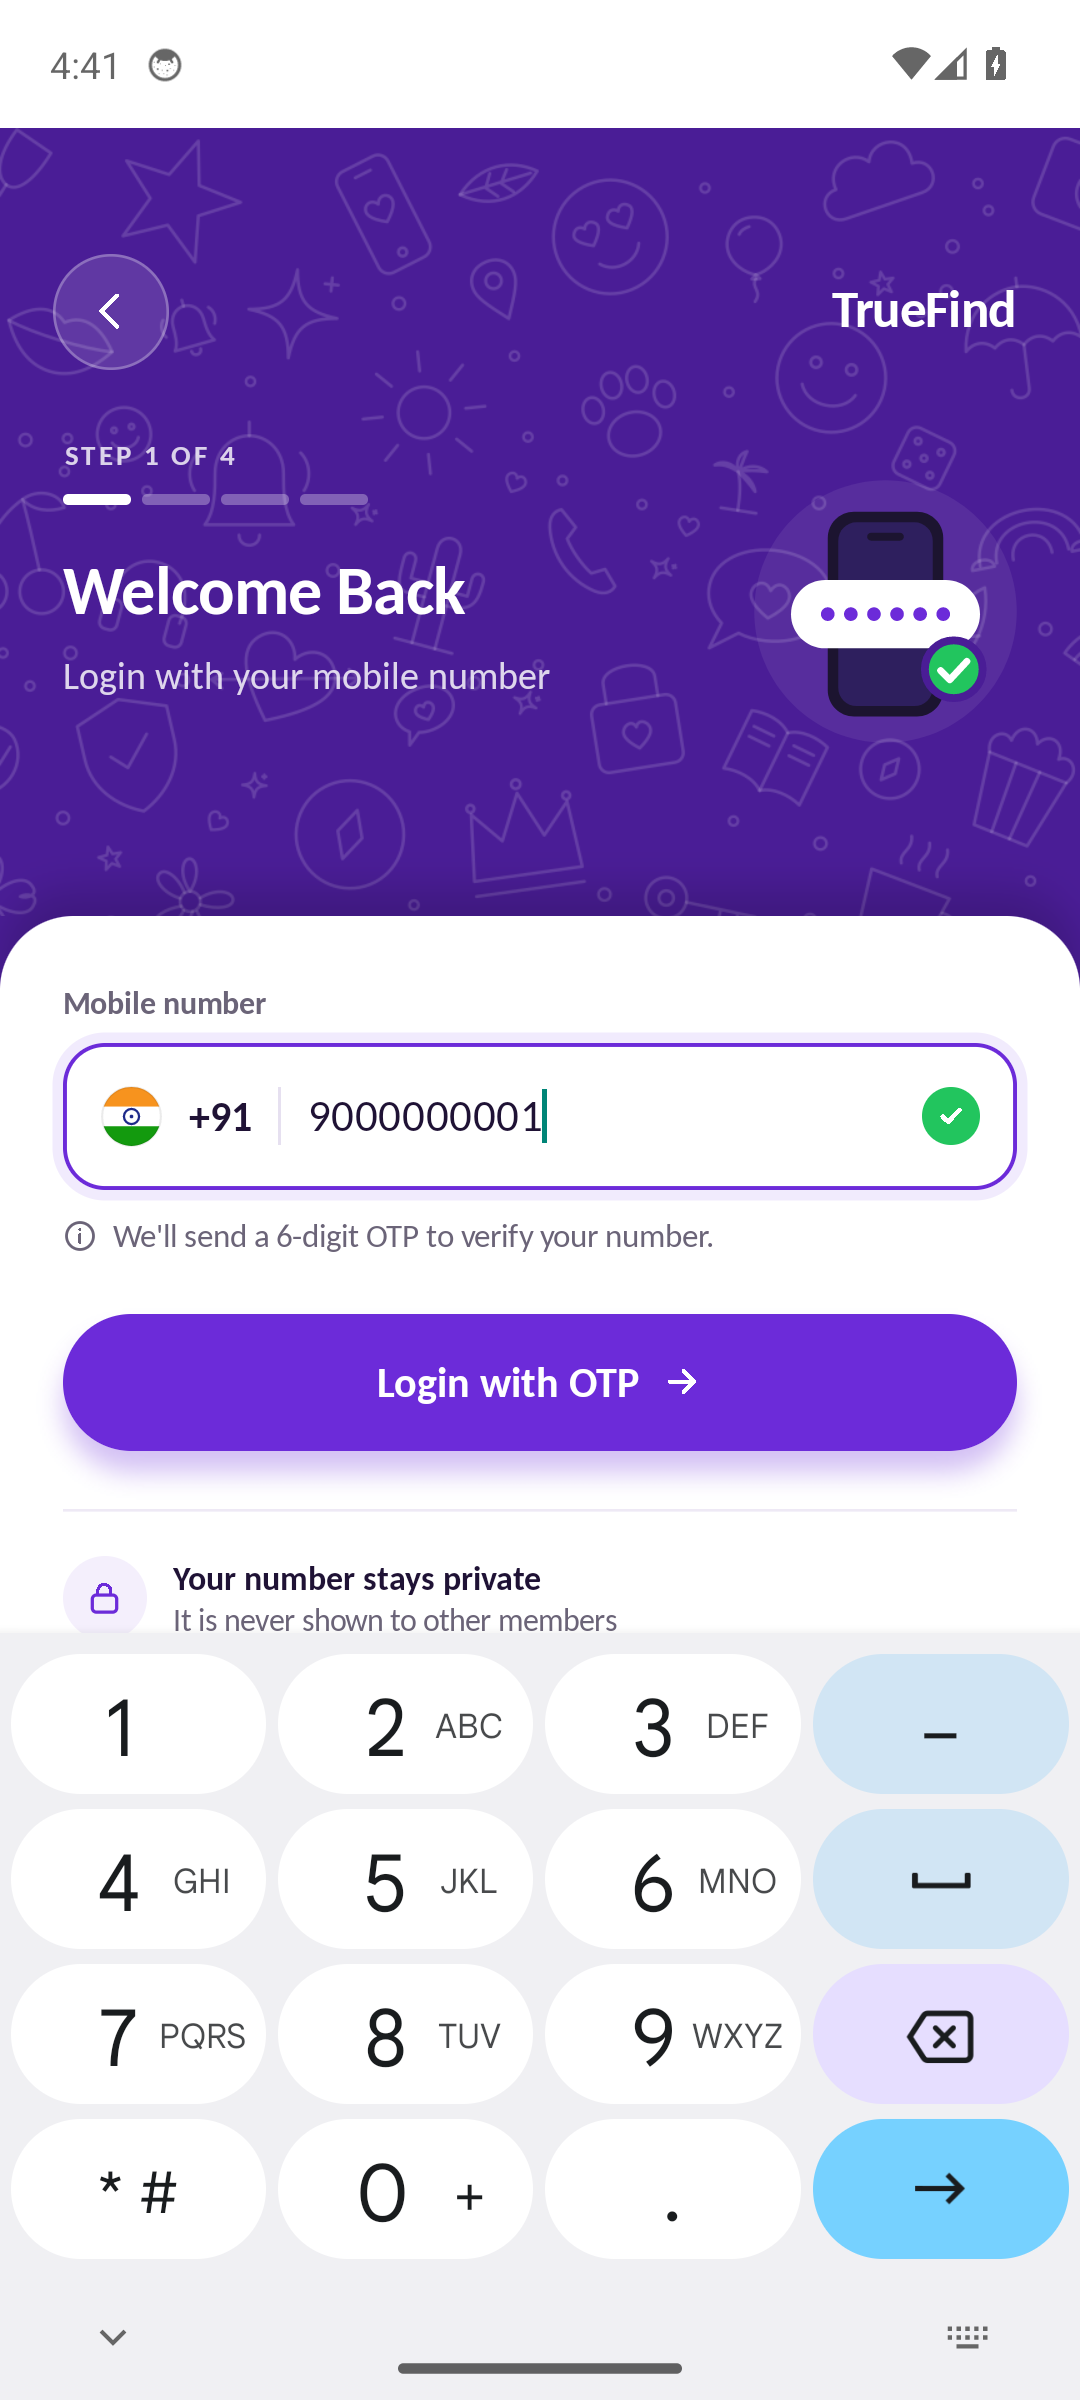 4:41
TrueFind
STEP 1 OF 4
Welcome Back
Login with your mobile number
Mobile number
+91 9000000001
We'll send a 6-digit OTP to verify your number.
Login with OTP →
Your number stays private
It is never shown to other members
1 2 ABC 3 DEF –
4 GHI 5 JKL 6 MNO
7 PQRS 8 TUV 9 WXYZ
* # 0 + . →